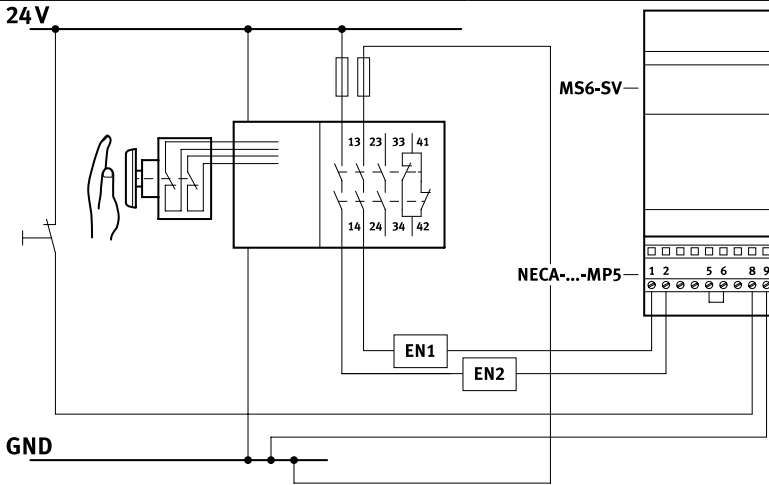 24 V
MS6-SV
13 23 33 41
14 24 34 42
NECA-...-MP5
1 2 5 6 8 9
EN1
EN2
GND